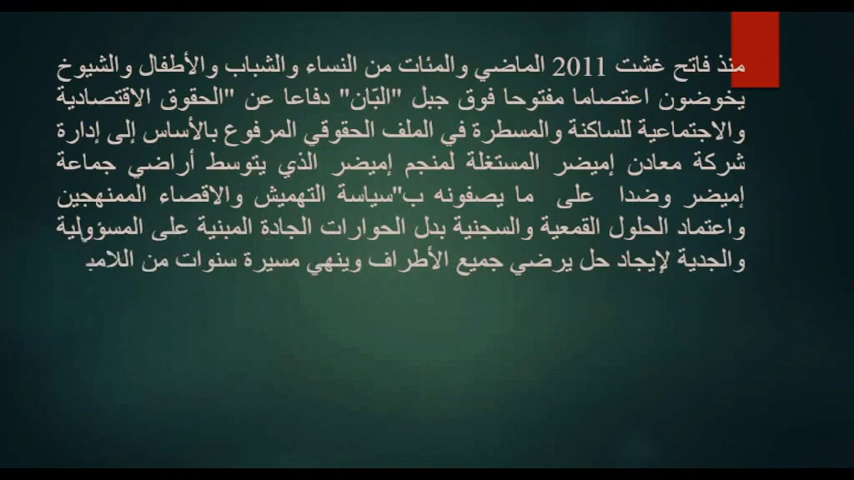 منذ فاتح غشت 2011 الماضي والمئات من النساء والشباب والأطفال والشيوخ
يخوضون اعتصاما مفتوحا فوق جبل "البّان" دفاعا عن "الحقوق الاقتصادية
والاجتماعية للساكنة والمسطرة في الملف الحقوقي المرفوع بالأساس إلى إدارة
شركة معادن إميضر المستغلة لمنجم إميضر الذي يتوسط أراضي جماعة
إميضر وضدا على ما يصفونه ب"سياسة التهميش والاقصاء الممنهجين
واعتماد الحلول القمعية والسجنية بدل الحوارات الجادة المبنية على المسؤولية
والجدية لإيجاد حل يرضي جميع الأطراف وينهي مسيرة سنوات من